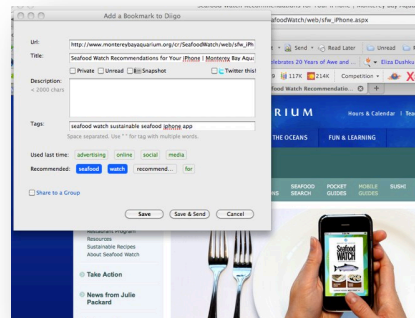 Add a Bookmark to Diigo
afoodWatch/web/sfw_iPhone.aspx
Url:
http://www.montereybayaquarium.org/cr/SeafoodWatch/web/sfw_iPh
Title:
Seafood Watch Recommendations for Your iPhone | Monterey Bay Aqua
Private Unread Snapshot Twitter this!
Description:
< 2000 chars
Tags:
seafood watch sustainable seafood iphone app
Space separated. Use " " for tag with multiple words.
Used last time: advertising online social media
Recommended: seafood watch recommend... for
Share to a Group
Save
Save & Send
Cancel
Send Read Later Unread
elebrates 20 Years of Awe and ...
Eliza Dushku
117K 214K Competition
food Watch Recommendatio...
RIUM
Hours & Calendar
THE OCEANS
FUN & LEARNING
SEAFOOD SEARCH
POCKET GUIDES
MOBILE GUIDES
SUSHI
Restaurant Program
Resources
Sustainable Recipes
About Seafood Watch
Take Action
News from Julie
Packard
Seafood
WATCH